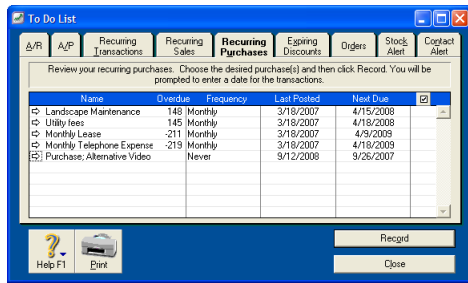 To Do List
A/R A/P Recurring Transactions Recurring Sales Recurring Purchases Expiring Discounts Orders Stock Alert Contact Alert
Review your recurring purchases. Choose the desired purchase(s) and then click Record. You will be
prompted to enter a date for the transactions.
Name Overdue Frequency Last Posted Next Due
Landscape Maintenance 148 Monthly 3/18/2007 4/15/2008
Utility fees 145 Monthly 3/18/2007 4/18/2008
Monthly Lease -211 Monthly 3/18/2007 4/9/2009
Monthly Telephone Expense -219 Monthly 3/18/2007 4/18/2009
Purchase; Alternative Video Never 9/12/2008 9/26/2007
Record
Help F1 Print Close